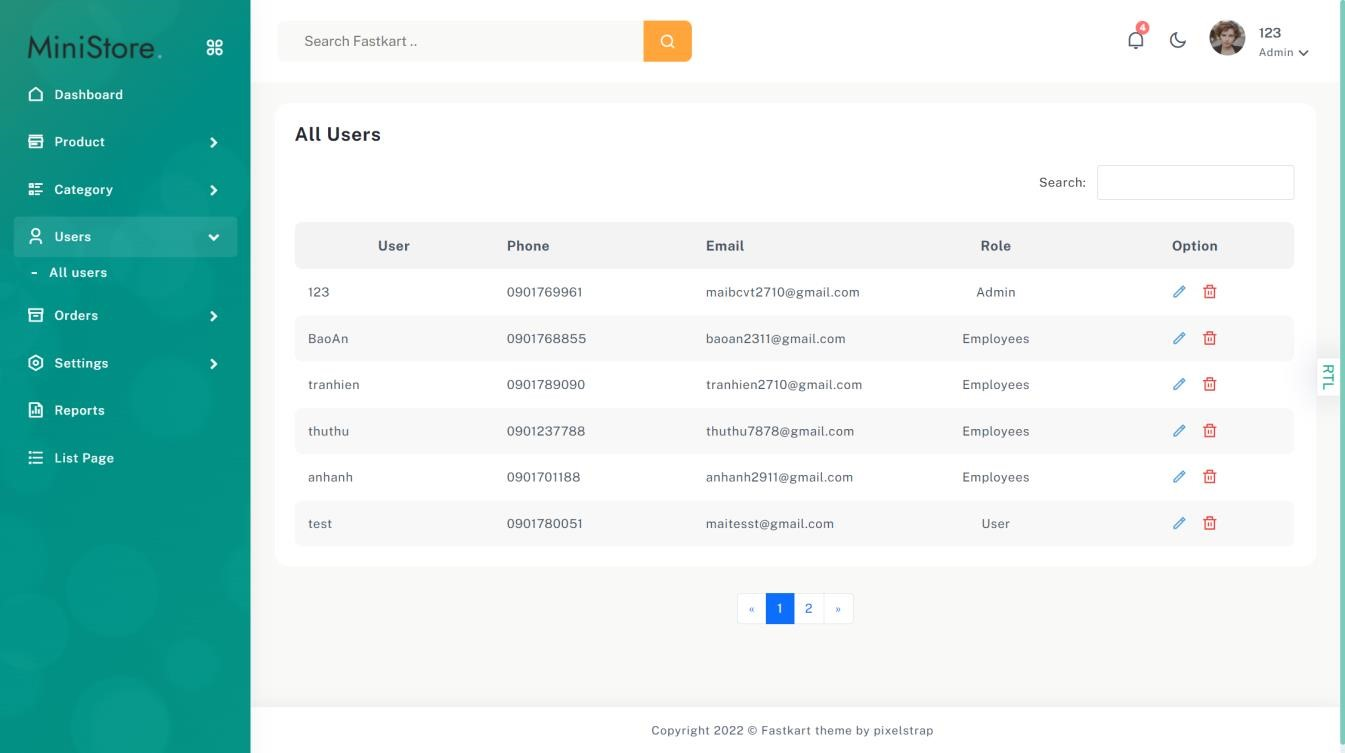 MiniStore.
Dashboard
Product
Category
Users
- All users
Orders
Settings
Reports
List Page
Search Fastkart ..
4
123
Admin
All Users
Search:
User Phone Email Role Option
123 0901769961 maibcvt2710@gmail.com Admin
BaoAn 0901768855 baoan2311@gmail.com Employees
tranhien 0901789090 tranhien2710@gmail.com Employees
thuthu 0901237788 thuthu7878@gmail.com Employees
anhanh 0901701188 anhanh2911@gmail.com Employees
test 0901780051 maitesst@gmail.com User
RTL
« 1 2 »
Copyright 2022 © Fastkart theme by pixelstrap